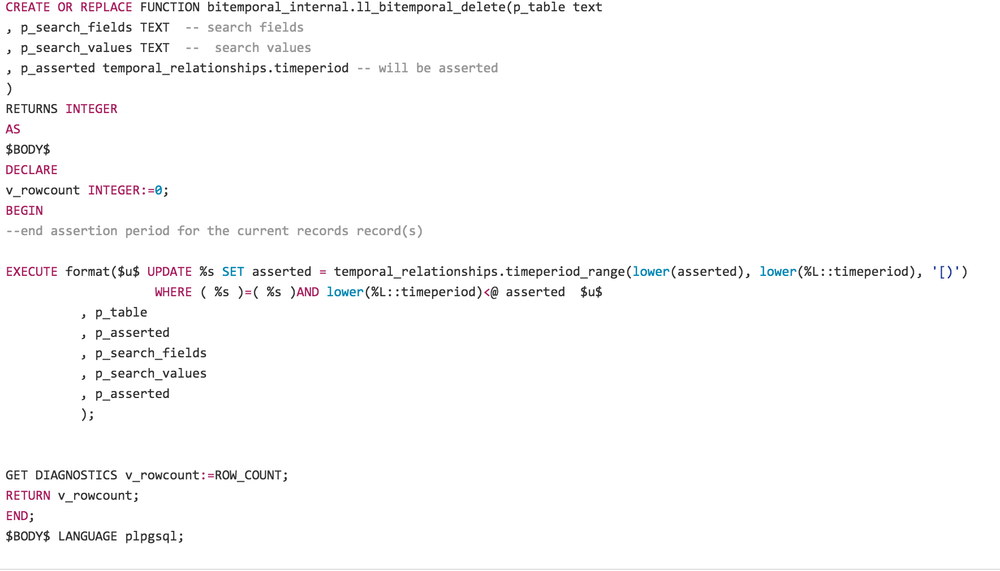 CREATE OR REPLACE FUNCTION bitemporal_internal.ll_bitemporal_delete(p_table text
, p_search_fields TEXT  -- search fields
, p_search_values TEXT  --  search values
, p_asserted temporal_relationships.timeperiod -- will be asserted
)
RETURNS INTEGER
AS
$BODY$
DECLARE
v_rowcount INTEGER:=0;
BEGIN
--end assertion period for the current records record(s)
EXECUTE format($u$ UPDATE %s SET asserted = temporal_relationships.timeperiod_range(lower(asserted), lower(%L::timeperiod), '[)')
                    WHERE ( %s )=( %s )AND lower(%L::timeperiod)<@ asserted  $u$
          , p_table
          , p_asserted
          , p_search_fields
          , p_search_values
          , p_asserted
          );
GET DIAGNOSTICS v_rowcount:=ROW_COUNT;
RETURN v_rowcount;
END;
$BODY$ LANGUAGE plpgsql;